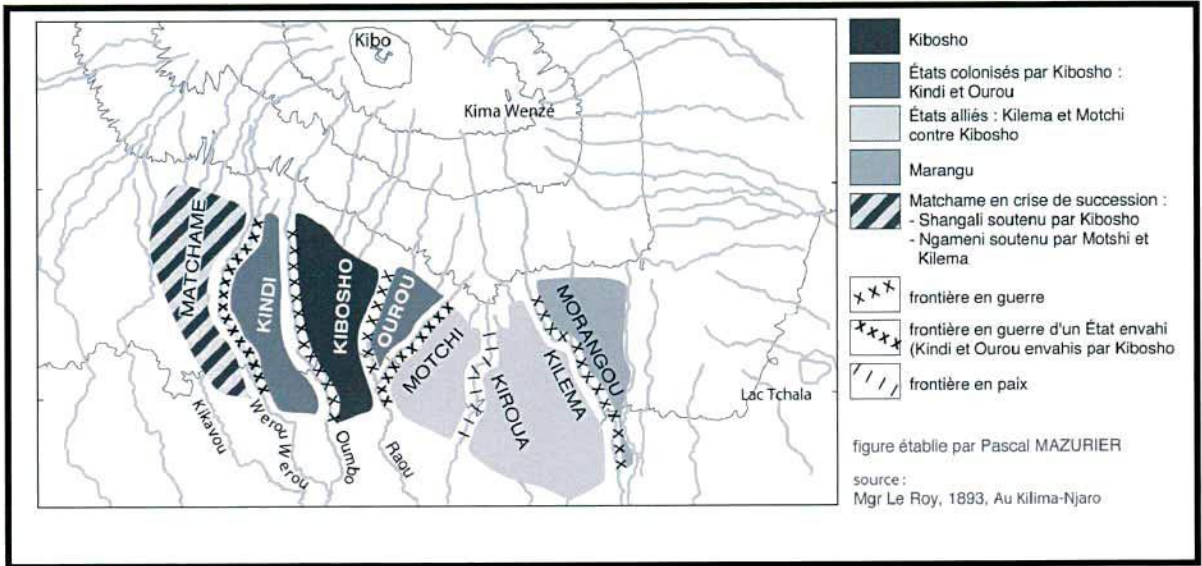 Kibo
Kima Wenzé
MATCHAME
KINDI
KIBOSHO
OUROU
MOTCHI
KIROUA
KILEMA
MORANGOU
Lac Tchala
Kikavou
Werou Werou
Oumbo
Raou
Kibosho
États colonisés par Kibosho :
Kindi et Ourou
États alliés : Kilema et Motchi
contre Kibosho
Marangu
Matchame en crise de succession :
- Shangali soutenu par Kibosho
- Ngameni soutenu par Motshi et
Kilema
frontière en guerre
frontière en guerre d'un État envahi
(Kindi et Ourou envahis par Kibosho
frontière en paix
figure établie par Pascal MAZURIER
source :
Mgr Le Roy, 1893, Au Kilima-Njaro